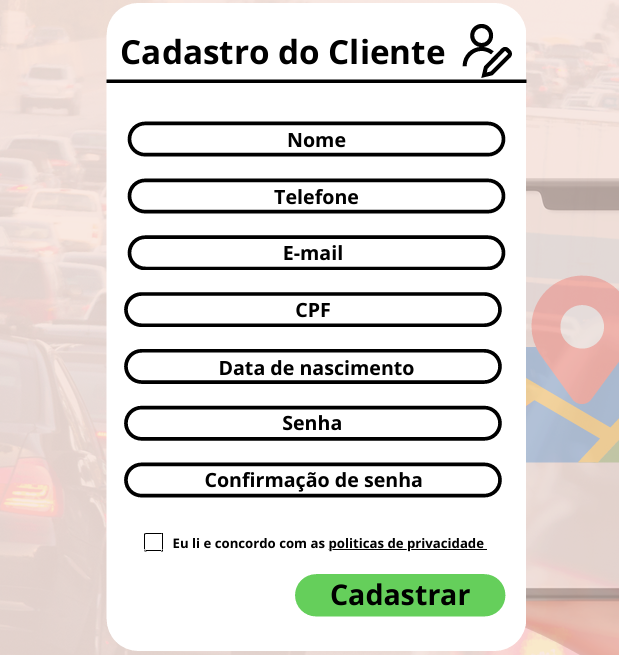 Cadastro do Cliente
Nome
Telefone
E-mail
CPF
Data de nascimento
Senha
Confirmação de senha
Eu li e concordo com as politicas de privacidade
Cadastrar